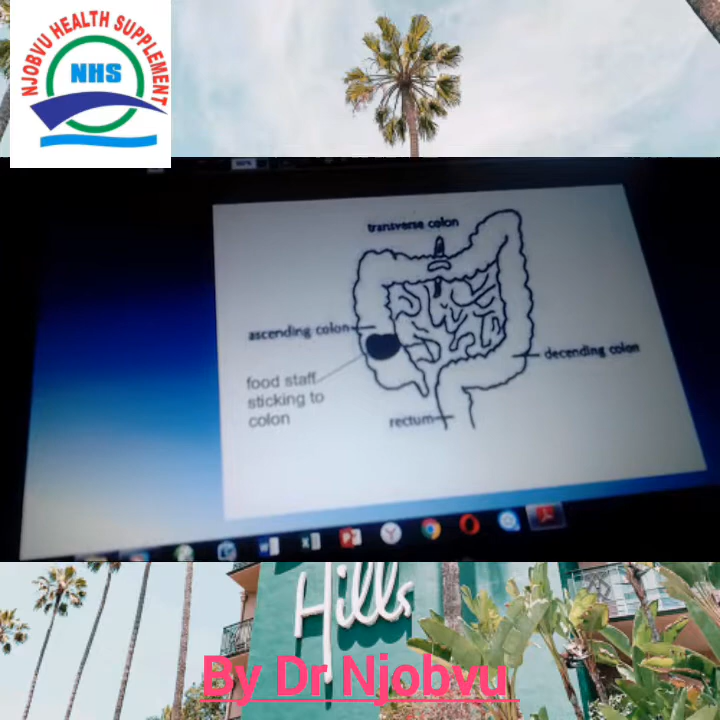 NJOBVU HEALTH SUPPLEMENT
NHS
transverse colon
ascending colon
food staff
sticking to
colon
decending colon
rectum
Hills
By Dr Njobvu